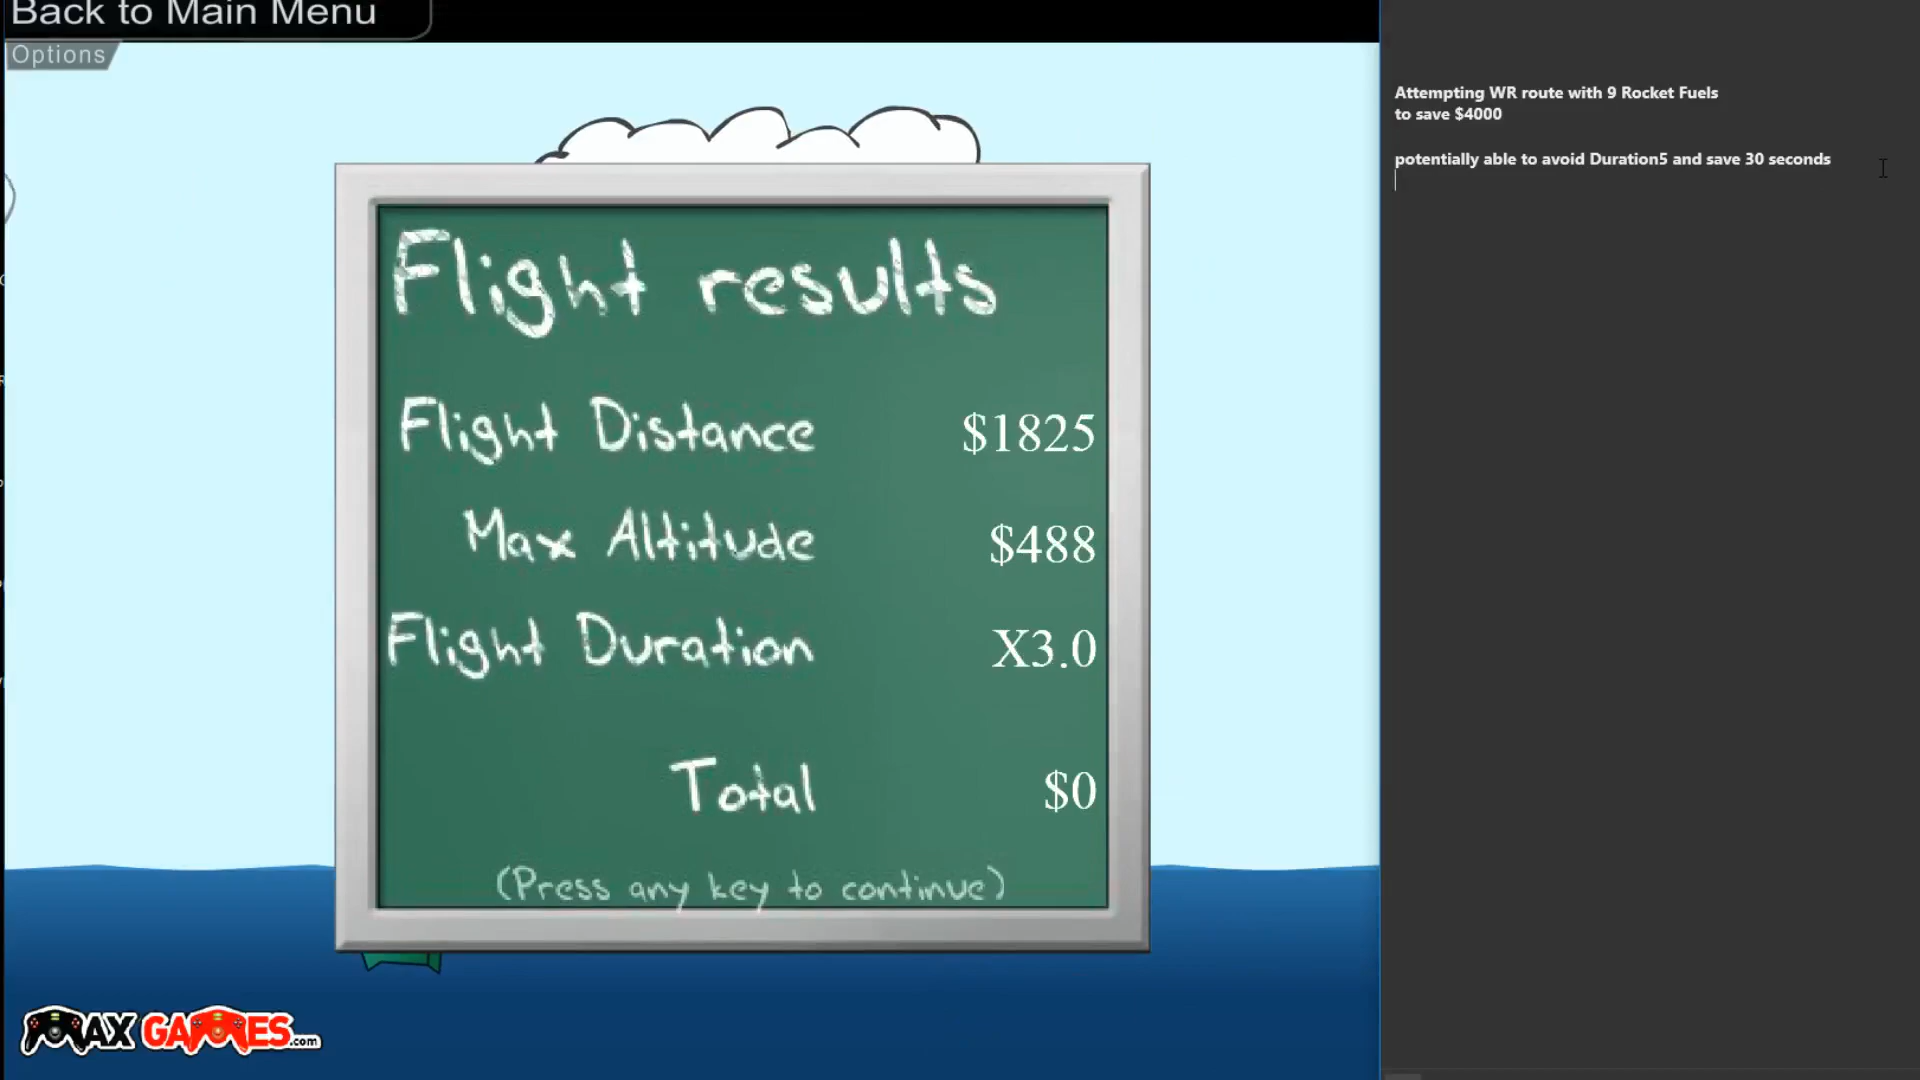 Back to Main Menu
Options
Attempting WR route with 9 Rocket Fuels
to save $4000
potentially able to avoid Duration5 and save 30 seconds
Flight results
Flight Distance $1825
Max Altitude $488
Flight Duration X3.0
Total $0
(Press any key to continue)
MAX GAMES.com